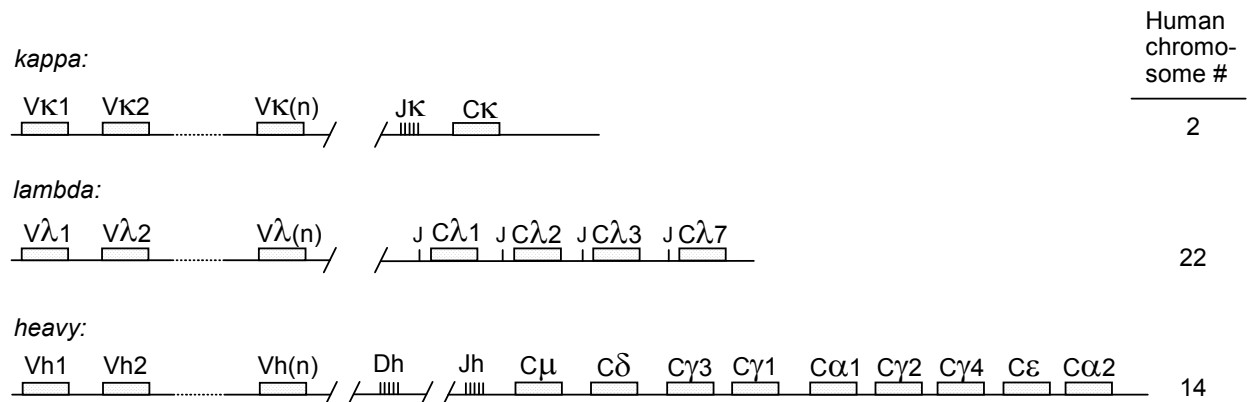 Human
chromo-
some #
kappa:
Vκ1 Vκ2 Vκ(n) Jκ Cκ
2
lambda:
Vλ1 Vλ2 Vλ(n) J Cλ1 J Cλ2 J Cλ3 J Cλ7
22
heavy:
Vh1 Vh2 Vh(n) Dh Jh Cμ Cδ Cγ3 Cγ1 Cα1 Cγ2 Cγ4 Cε Cα2
14